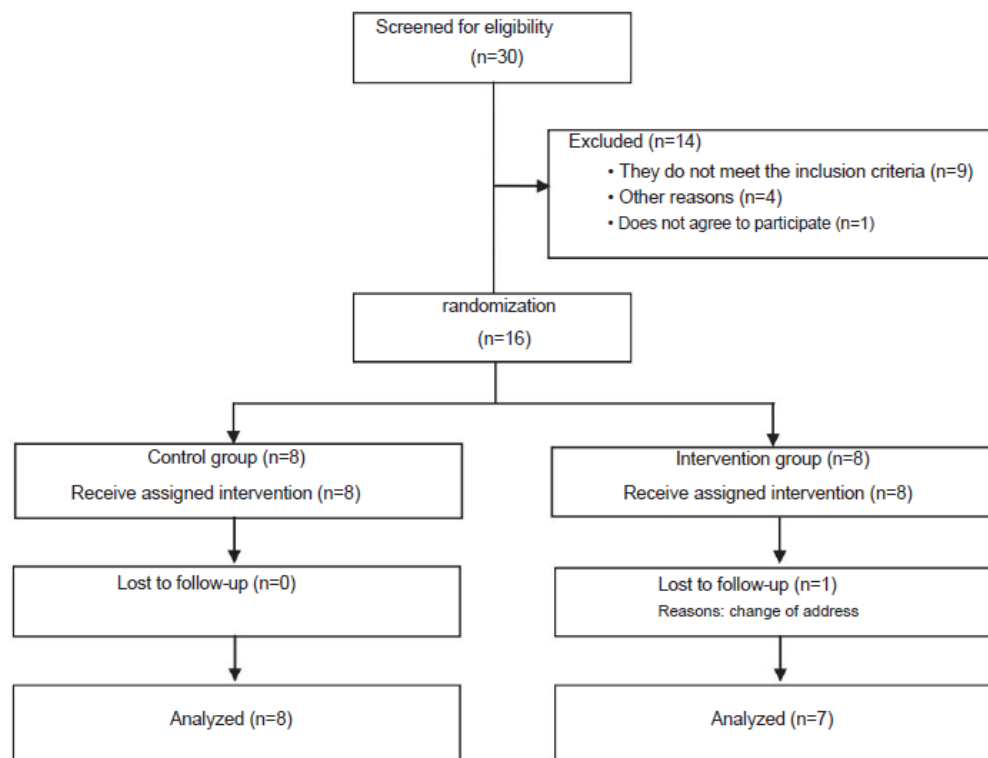 Screened for eligibility
(n=30)
Excluded (n=14)
• They do not meet the inclusion criteria (n=9)
• Other reasons (n=4)
• Does not agree to participate (n=1)
randomization
(n=16)
Control group (n=8)
Receive assigned intervention (n=8)
Intervention group (n=8)
Receive assigned intervention (n=8)
Lost to follow-up (n=0)
Lost to follow-up (n=1)
Reasons: change of address
Analyzed (n=8)
Analyzed (n=7)